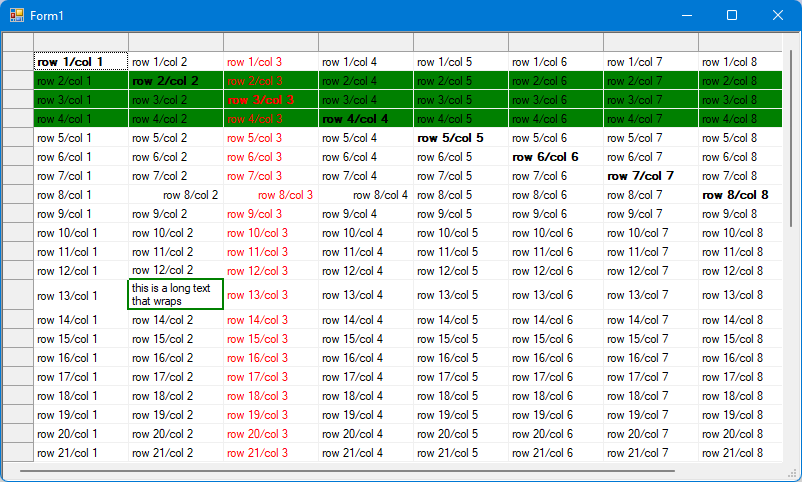 Form1
row 1/col 1 row 1/col 2 row 1/col 3 row 1/col 4 row 1/col 5 row 1/col 6 row 1/col 7 row 1/col 8
row 2/col 1 row 2/col 2 row 2/col 3 row 2/col 4 row 2/col 5 row 2/col 6 row 2/col 7 row 2/col 8
row 3/col 1 row 3/col 2 row 3/col 3 row 3/col 4 row 3/col 5 row 3/col 6 row 3/col 7 row 3/col 8
row 4/col 1 row 4/col 2 row 4/col 3 row 4/col 4 row 4/col 5 row 4/col 6 row 4/col 7 row 4/col 8
row 5/col 1 row 5/col 2 row 5/col 3 row 5/col 4 row 5/col 5 row 5/col 6 row 5/col 7 row 5/col 8
row 6/col 1 row 6/col 2 row 6/col 3 row 6/col 4 row 6/col 5 row 6/col 6 row 6/col 7 row 6/col 8
row 7/col 1 row 7/col 2 row 7/col 3 row 7/col 4 row 7/col 5 row 7/col 6 row 7/col 7 row 7/col 8
row 8/col 1 row 8/col 2 row 8/col 3 row 8/col 4 row 8/col 5 row 8/col 6 row 8/col 7 row 8/col 8
row 9/col 1 row 9/col 2 row 9/col 3 row 9/col 4 row 9/col 5 row 9/col 6 row 9/col 7 row 9/col 8
row 10/col 1 row 10/col 2 row 10/col 3 row 10/col 4 row 10/col 5 row 10/col 6 row 10/col 7 row 10/col 8
row 11/col 1 row 11/col 2 row 11/col 3 row 11/col 4 row 11/col 5 row 11/col 6 row 11/col 7 row 11/col 8
row 12/col 1 row 12/col 2 row 12/col 3 row 12/col 4 row 12/col 5 row 12/col 6 row 12/col 7 row 12/col 8
this is a long text
row 13/col 1 that wraps row 13/col 3 row 13/col 4 row 13/col 5 row 13/col 6 row 13/col 7 row 13/col 8
row 14/col 1 row 14/col 2 row 14/col 3 row 14/col 4 row 14/col 5 row 14/col 6 row 14/col 7 row 14/col 8
row 15/col 1 row 15/col 2 row 15/col 3 row 15/col 4 row 15/col 5 row 15/col 6 row 15/col 7 row 15/col 8
row 16/col 1 row 16/col 2 row 16/col 3 row 16/col 4 row 16/col 5 row 16/col 6 row 16/col 7 row 16/col 8
row 17/col 1 row 17/col 2 row 17/col 3 row 17/col 4 row 17/col 5 row 17/col 6 row 17/col 7 row 17/col 8
row 18/col 1 row 18/col 2 row 18/col 3 row 18/col 4 row 18/col 5 row 18/col 6 row 18/col 7 row 18/col 8
row 19/col 1 row 19/col 2 row 19/col 3 row 19/col 4 row 19/col 5 row 19/col 6 row 19/col 7 row 19/col 8
row 20/col 1 row 20/col 2 row 20/col 3 row 20/col 4 row 20/col 5 row 20/col 6 row 20/col 7 row 20/col 8
row 21/col 1 row 21/col 2 row 21/col 3 row 21/col 4 row 21/col 5 row 21/col 6 row 21/col 7 row 21/col 8